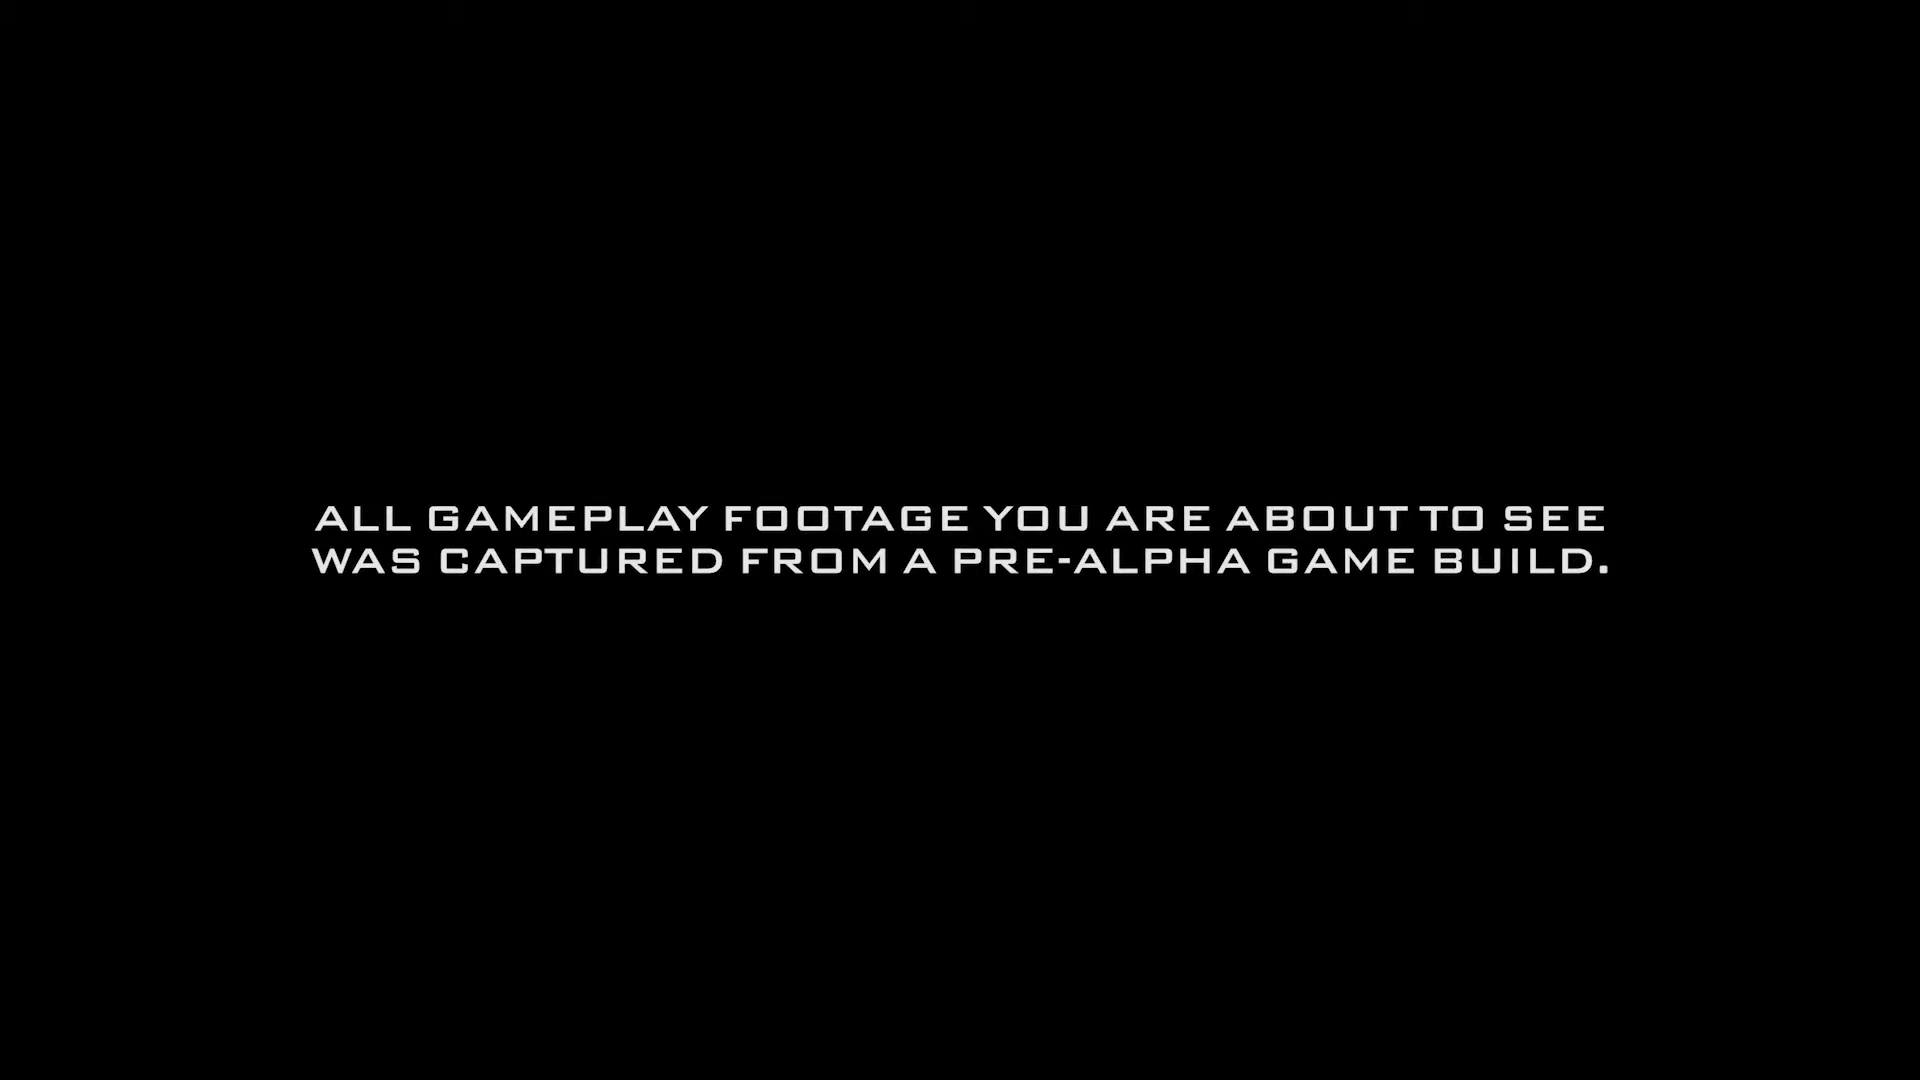 ALL GAMEPLAY FOOTAGE YOU ARE ABOUT TO SEE
WAS CAPTURED FROM A PRE-ALPHA GAME BUILD.